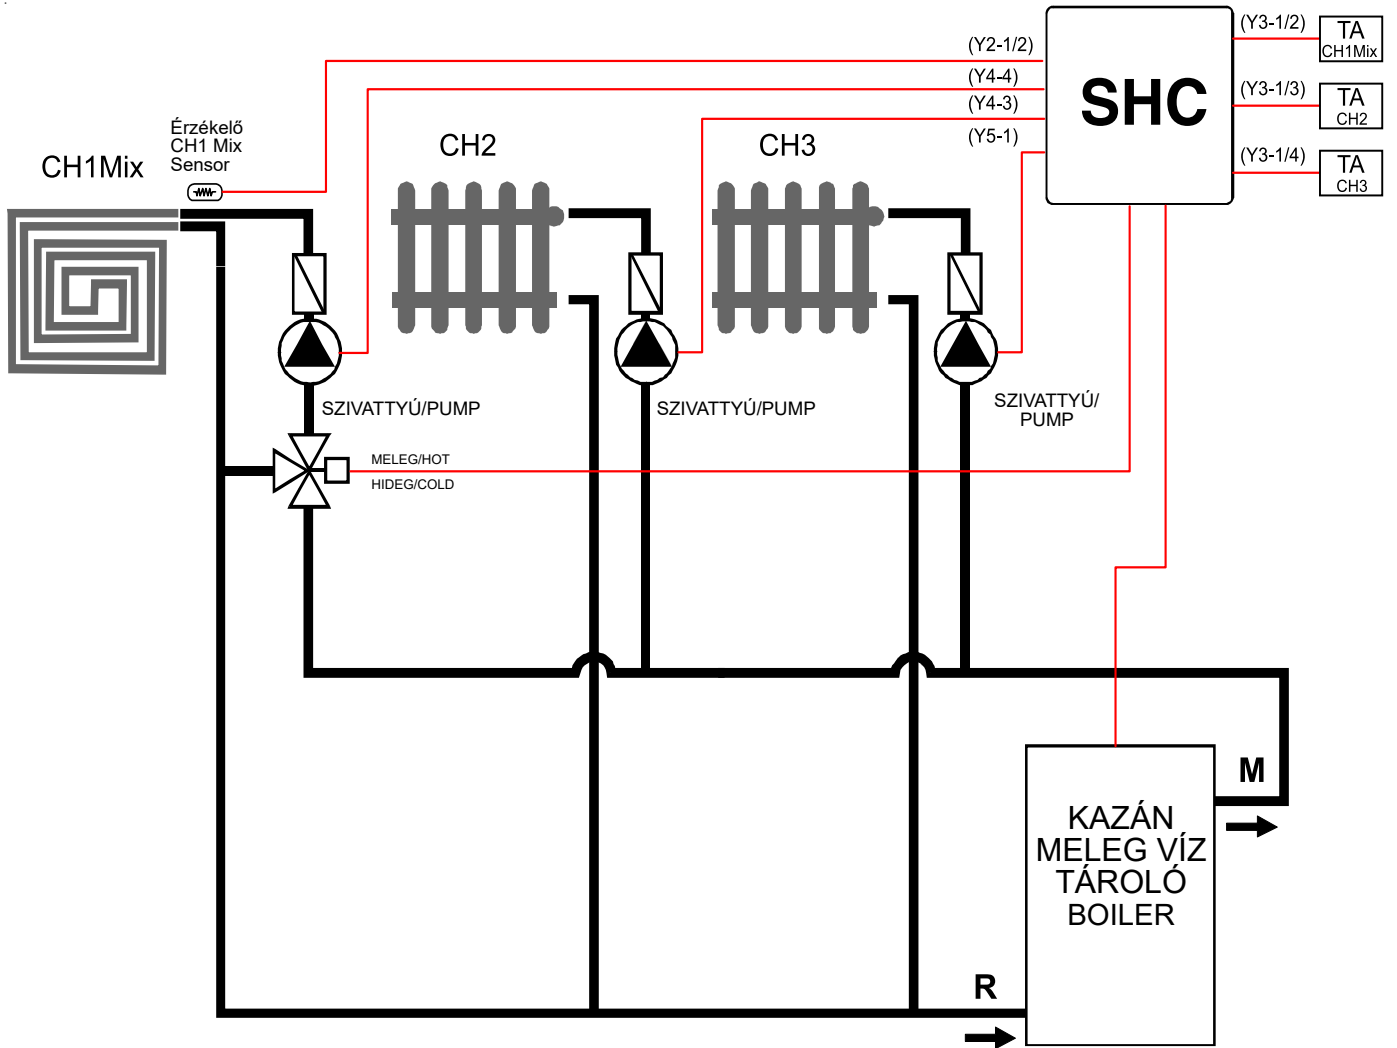 (Y2-1/2)
(Y4-4)
(Y4-3)
(Y5-1)
SHC
(Y3-1/2)
TA
CH1Mix
(Y3-1/3)
TA
CH2
(Y3-1/4)
TA
CH3
Érzékelő
CH1 Mix
Sensor
CH1Mix
CH2
CH3
SZIVATTYÚ/PUMP
SZIVATTYÚ/PUMP
SZIVATTYÚ/
PUMP
MELEG/HOT
HIDEG/COLD
M
KAZÁN
MELEG VÍZ
TÁROLÓ
BOILER
R